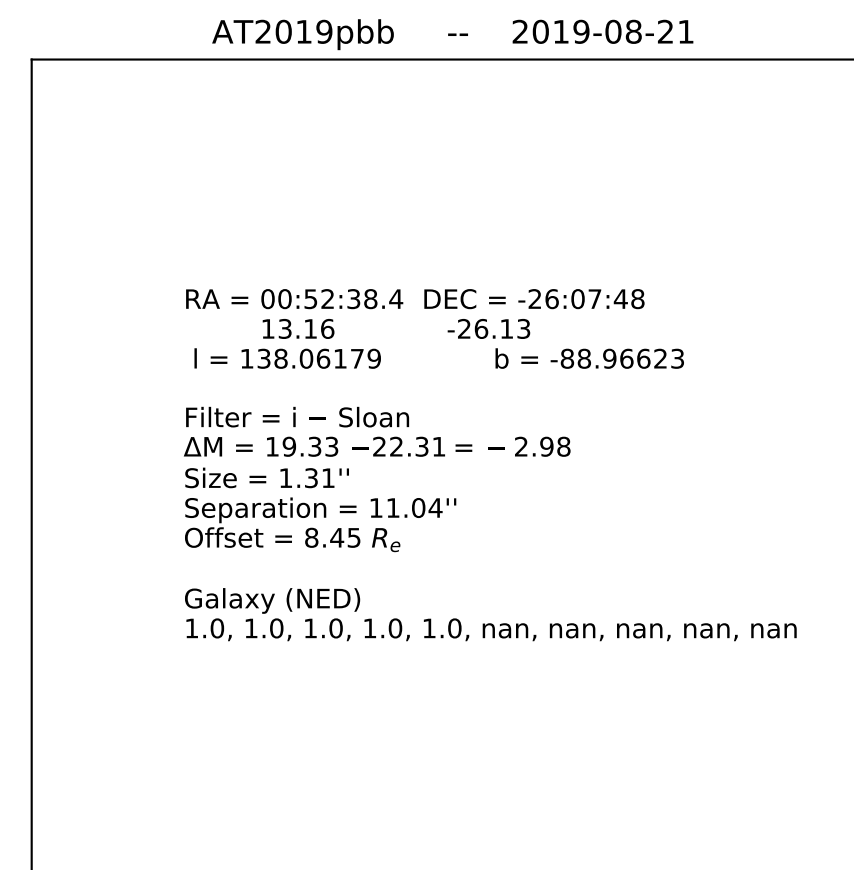 AT2019pbb -- 2019-08-21
RA = 00:52:38.4 DEC = -26:07:48
13.16 -26.13
l = 138.06179 b = -88.96623
Filter = i − Sloan
ΔM = 19.33 −22.31 = − 2.98
Size = 1.31''
Separation = 11.04''
Offset = 8.45 Re
Galaxy (NED)
1.0, 1.0, 1.0, 1.0, 1.0, nan, nan, nan, nan, nan